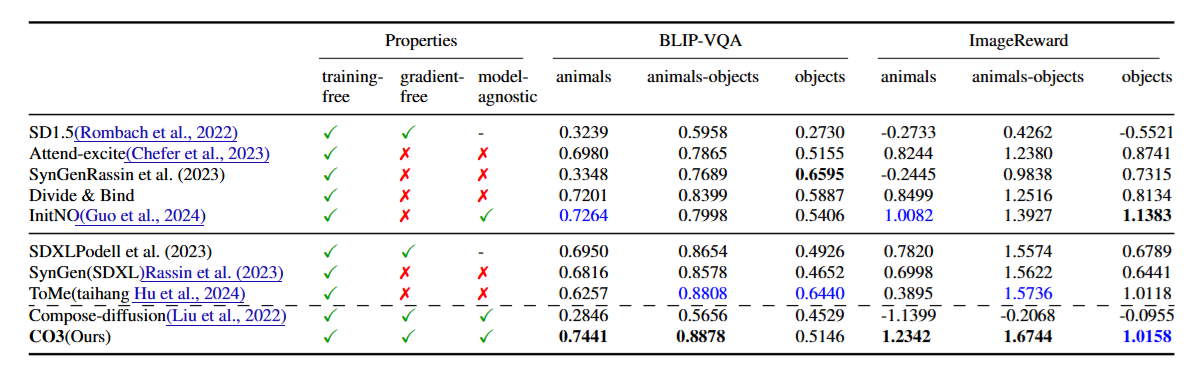 Properties BLIP-VQA ImageReward
training-free gradient-free model-agnostic animals animals-objects objects animals animals-objects objects
SD1.5(Rombach et al., 2022) ✓ ✓ - 0.3239 0.5958 0.2730 -0.2733 0.4262 -0.5521
Attend-excite(Chefer et al., 2023) ✓ ✗ ✗ 0.6980 0.7865 0.5155 0.8244 1.2380 0.8741
SynGenRassin et al. (2023) ✓ ✗ ✗ 0.3348 0.7689 0.6595 -0.2445 0.9838 0.7315
Divide & Bind ✓ ✗ ✗ 0.7201 0.8399 0.5887 0.8499 1.2516 0.8134
InitNO(Guo et al., 2024) ✓ ✗ ✓ 0.7264 0.7998 0.5406 1.0082 1.3927 1.1383
SDXLPodell et al. (2023) ✓ ✓ - 0.6950 0.8654 0.4926 0.7820 1.5574 0.6789
SynGen(SDXL)Rassin et al. (2023) ✓ ✗ ✗ 0.6816 0.8578 0.4652 0.6998 1.5622 0.6441
ToMe(taihang Hu et al., 2024) ✓ ✗ ✗ 0.6257 0.8808 0.6440 0.3895 1.5736 1.0118
Compose-diffusion(Liu et al., 2022) ✓ ✓ ✓ 0.2846 0.5656 0.4529 -1.1399 -0.2068 -0.0955
CO3(Ours) ✓ ✓ ✓ 0.7441 0.8878 0.5146 1.2342 1.6744 1.0158